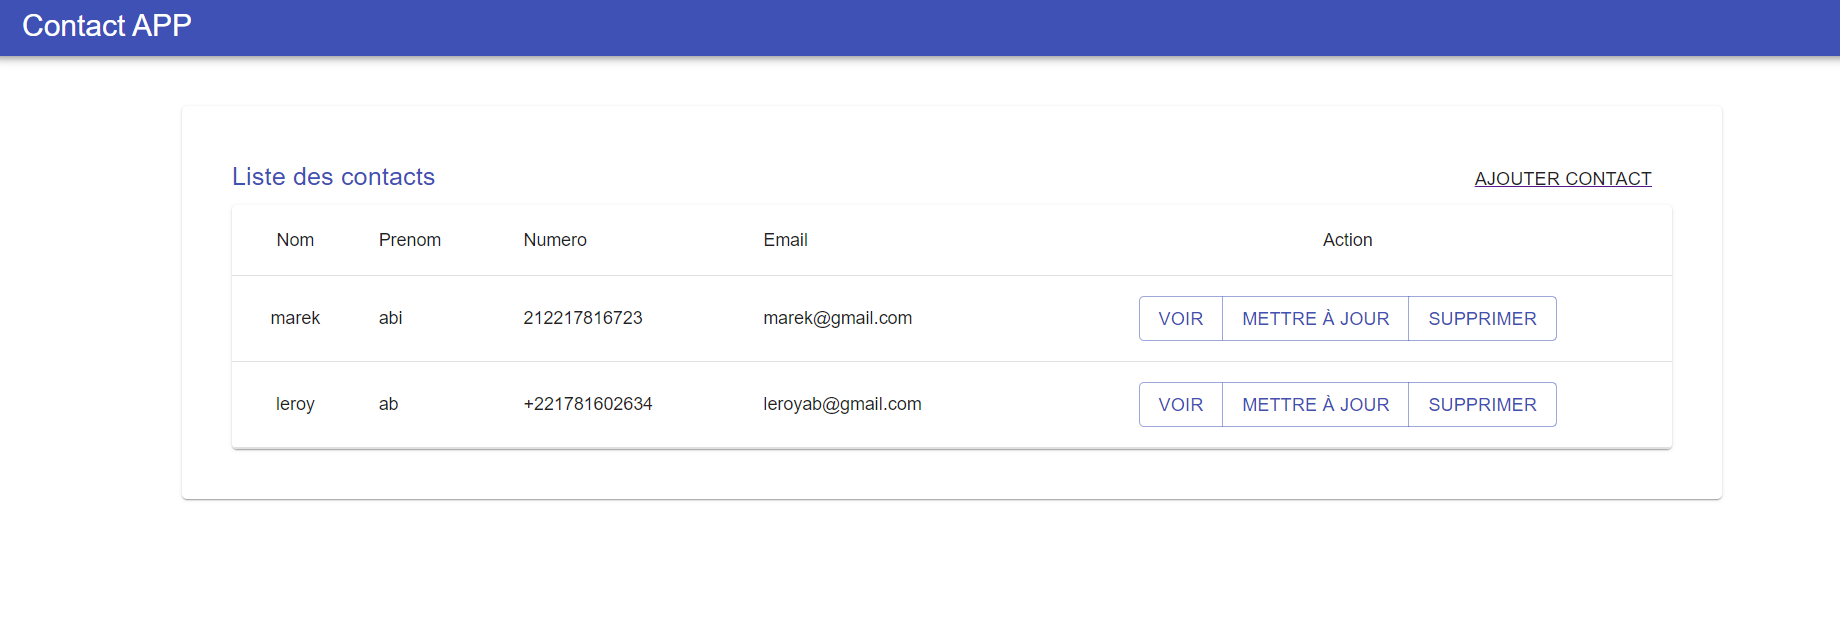 Contact APP
Liste des contacts AJOUTER CONTACT
Nom Prenom Numero Email Action
marek abi 212217816723 marek@gmail.com VOIR METTRE À JOUR SUPPRIMER
leroy ab +221781602634 leroyab@gmail.com VOIR METTRE À JOUR SUPPRIMER